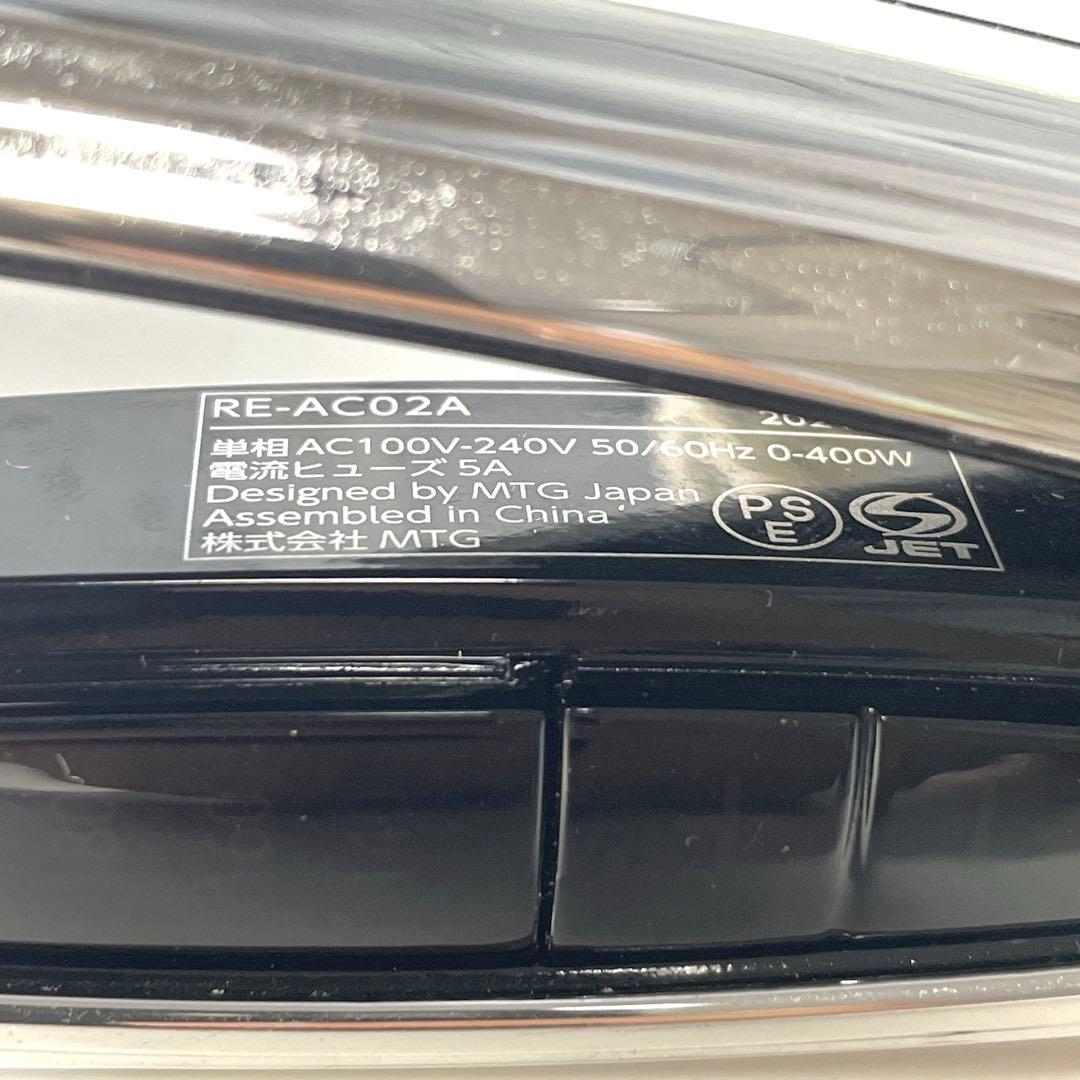 RE-AC02A
単相 AC100V-240V 50/60Hz 0-400W
電流ヒューズ 5A
Designed by MTG Japan
Assembled in China
株式会社 MTG
PSE
JET